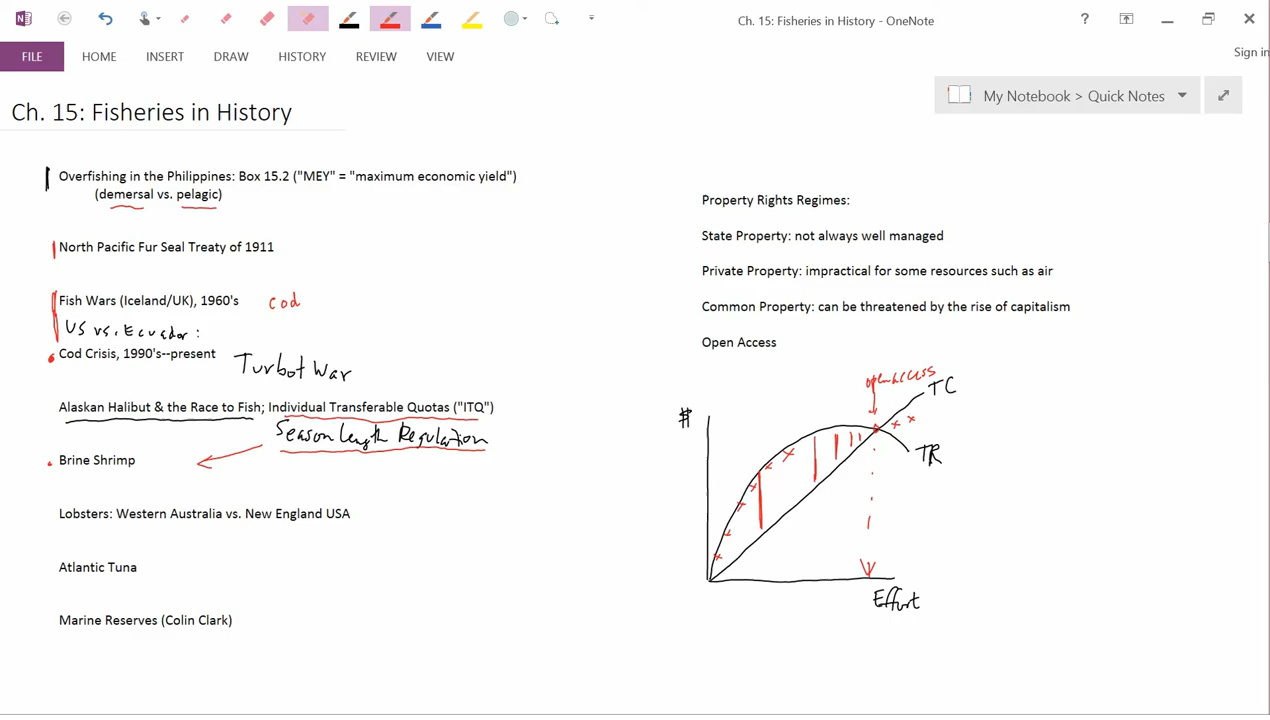 Ch. 15: Fisheries in History - OneNote
?
FILE HOME INSERT DRAW HISTORY REVIEW VIEW
Sign in
My Notebook > Quick Notes
Ch. 15: Fisheries in History
Overfishing in the Philippines: Box 15.2 ("MEY" = "maximum economic yield")
(demersal vs. pelagic)
North Pacific Fur Seal Treaty of 1911
Fish Wars (Iceland/UK), 1960's cod
US vs. Ecuador :
Cod Crisis, 1990's--present Turbot War
Alaskan Halibut & the Race to Fish; Individual Transferable Quotas ("ITQ")
Season Length Regulation
Brine Shrimp
Lobsters: Western Australia vs. New England USA
Atlantic Tuna
Marine Reserves (Colin Clark)
Property Rights Regimes:
State Property: not always well managed
Private Property: impractical for some resources such as air
Common Property: can be threatened by the rise of capitalism
Open Access
open access
TC
$
TR
Effort